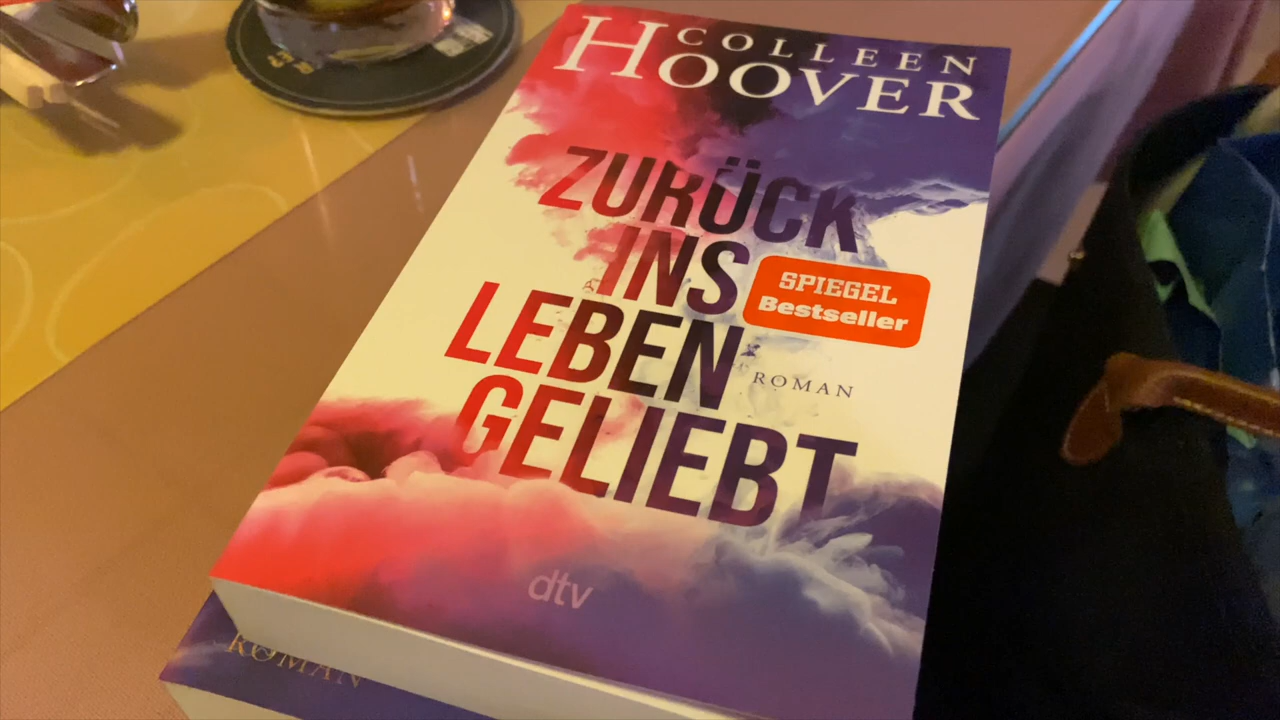 COLLEEN
HOOVER
ZURÜCK
INS
LEBEN
GELIEBT
SPIEGEL
Bestseller
ROMAN
dtv
ROMAN